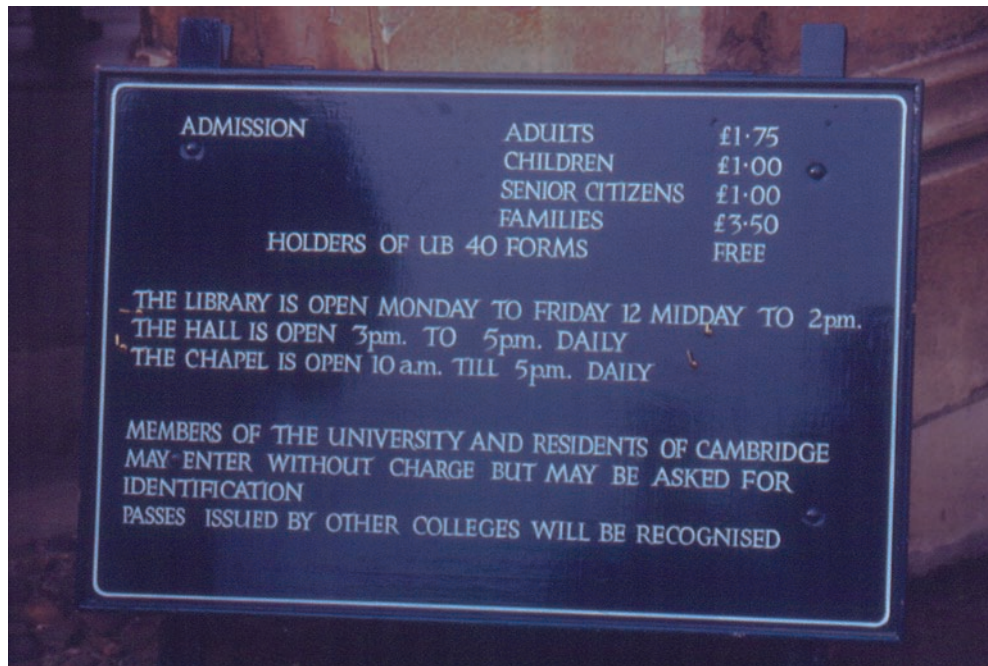 ADMISSION ADULTS £1·75
CHILDREN £1·00
SENIOR CITIZENS £1·00
FAMILIES £3·50
HOLDERS OF UB 40 FORMS FREE
THE LIBRARY IS OPEN MONDAY TO FRIDAY 12 MIDDAY TO 2pm.
THE HALL IS OPEN 3pm. TO 5pm. DAILY
THE CHAPEL IS OPEN 10 a.m. TILL 5pm. DAILY
MEMBERS OF THE UNIVERSITY AND RESIDENTS OF CAMBRIDGE
MAY ENTER WITHOUT CHARGE BUT MAY BE ASKED FOR
IDENTIFICATION
PASSES ISSUED BY OTHER COLLEGES WILL BE RECOGNISED